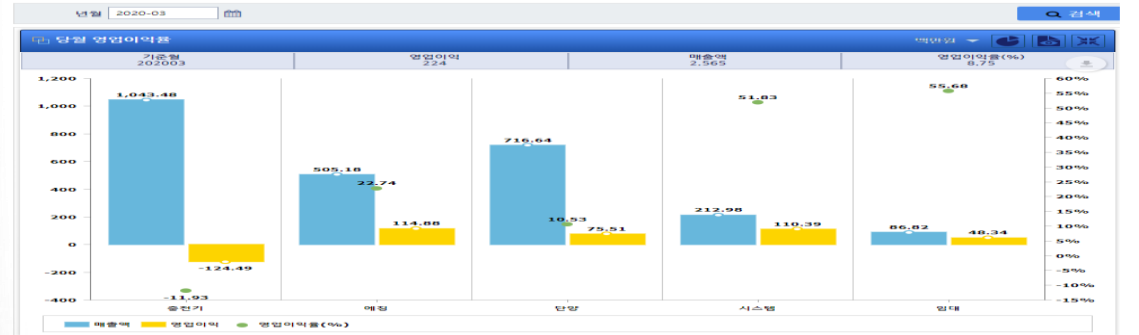 년월 2020-03 검색
당월 영업이익률 백만원
기준월 영업이익 매출액 영업이익률(%)
202003 224 2,565 8.75
1,200 60%
1,043.48 55.68 55%
1,000 51.83 50%
45%
800 40%
716.64 35%
600 30%
505.18
22.74 25%
400 20%
212.98 15%
200 114.88 10.53 75.51 110.39 86.82 48.34 10%
5%
0 0%
-200 -124.49 -5%
-10%
-400 -11.93 -15%
충전기 단양 시스템 임대
매출액 영업이익 영업이익률(%)